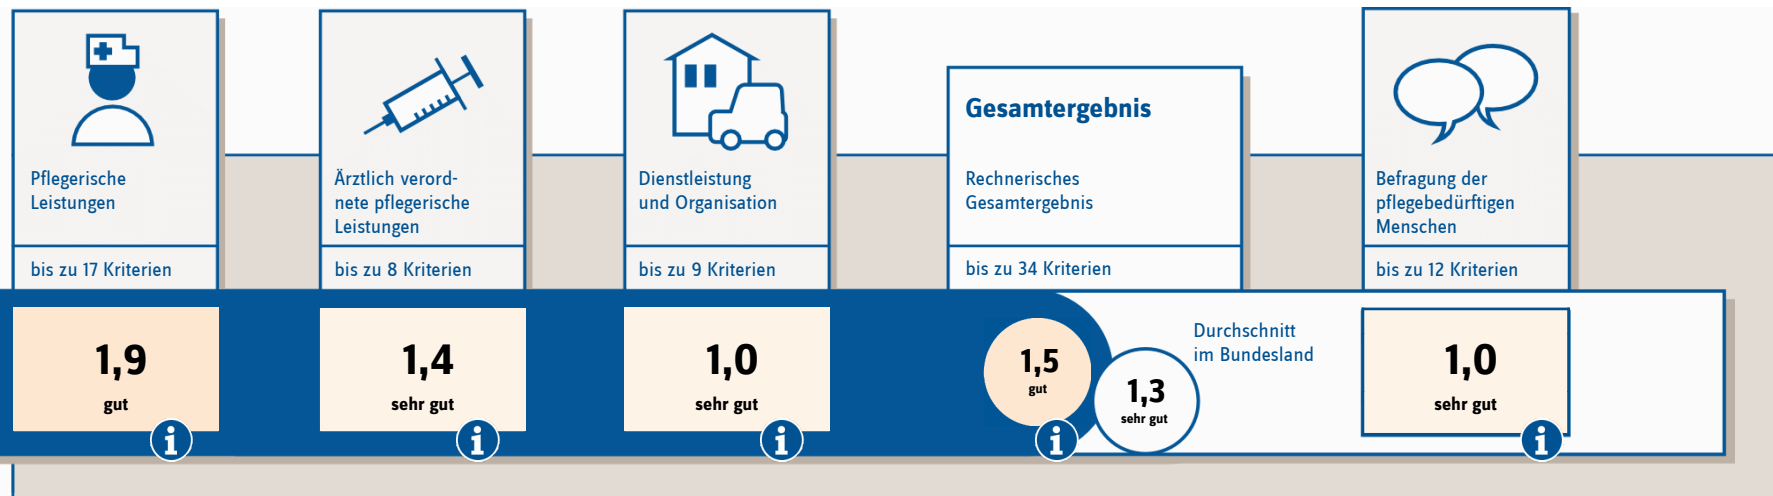 Pflegerische
Leistungen
bis zu 17 Kriterien
1,9
gut
i
Ärztlich verord-
nete pflegerische
Leistungen
bis zu 8 Kriterien
1,4
sehr gut
i
Dienstleistung
und Organisation
bis zu 9 Kriterien
1,0
sehr gut
i
Gesamtergebnis
Rechnerisches
Gesamtergebnis
bis zu 34 Kriterien
1,5
gut
i
1,3
sehr gut
Durchschnitt
im Bundesland
Befragung der
pflegebedürftigen
Menschen
bis zu 12 Kriterien
1,0
sehr gut
i